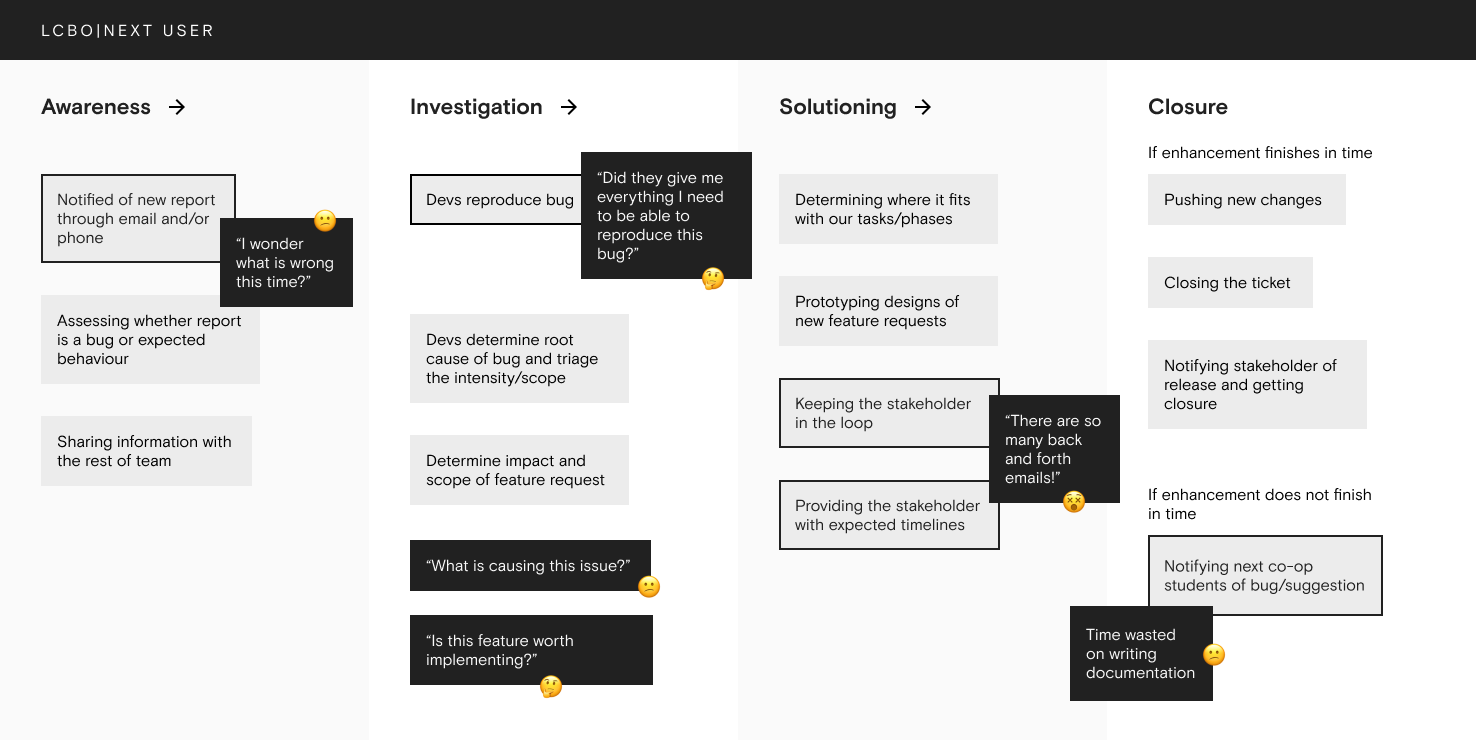 LCBO|NEXT USER
Awareness →
Notified of new report
through email and/or
phone
“I wonder
what is wrong
this time?”
Assessing whether report
is a bug or expected
behaviour
Sharing information with
the rest of team
Investigation →
Devs reproduce bug
“Did they give me
everything I need
to be able to
reproduce this
bug?”
Devs determine root
cause of bug and triage
the intensity/scope
Determine impact and
scope of feature request
“What is causing this issue?”
“Is this feature worth
implementing?”
Solutioning →
Determining where it fits
with our tasks/phases
Prototyping designs of
new feature requests
Keeping the stakeholder
in the loop
“There are so
many back
and forth
emails!”
Providing the stakeholder
with expected timelines
Closure
If enhancement finishes in time
Pushing new changes
Closing the ticket
Notifying stakeholder of
release and getting
closure
If enhancement does not finish
in time
Notifying next co-op
students of bug/suggestion
Time wasted
on writing
documentation